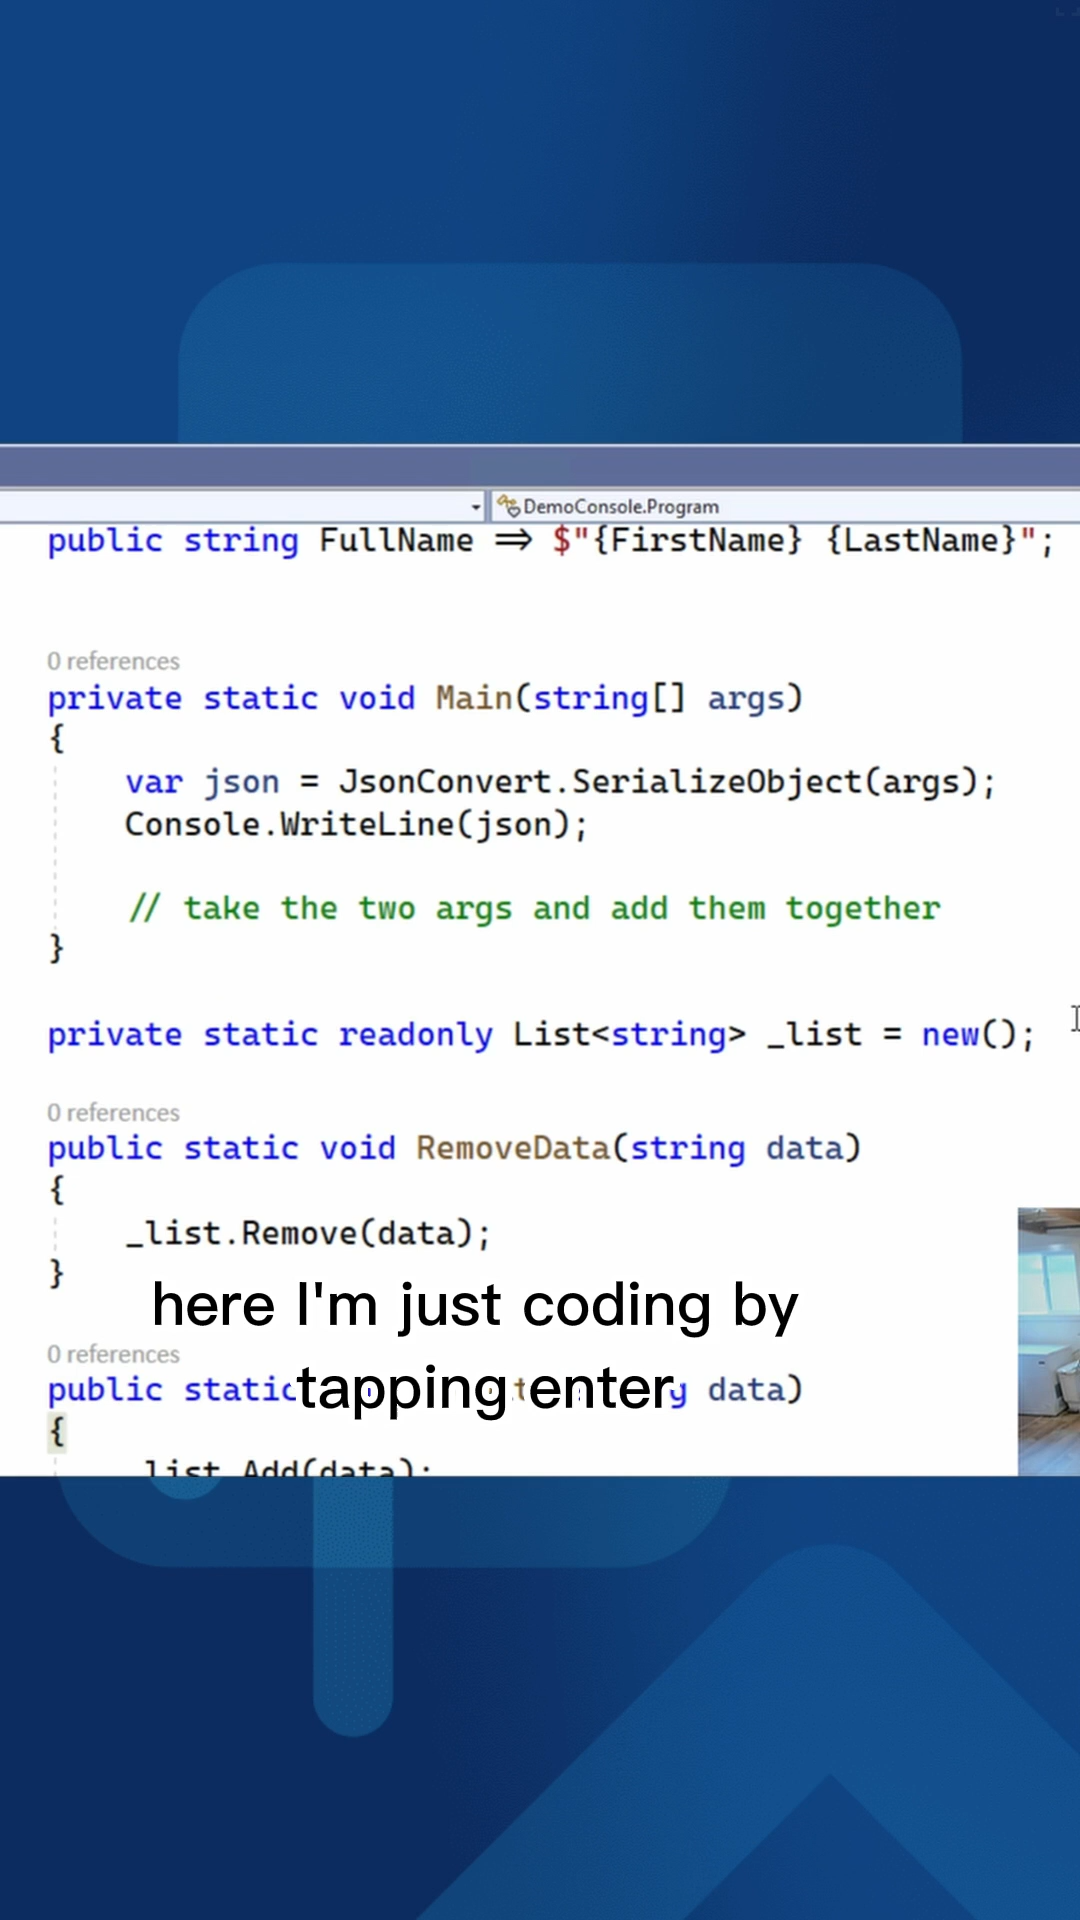 DemoConsole.Program
public string FullName => $"{FirstName} {LastName}";
0 references
private static void Main(string[] args)
{
var json = JsonConvert.SerializeObject(args);
Console.WriteLine(json);
// take the two args and add them together
}
private static readonly List<string> _list = new();
0 references
public static void RemoveData(string data)
{
_list.Remove(data);
}
here I'm just coding by
0 references
public static data)
tapping enter
{
_list.Add(data);